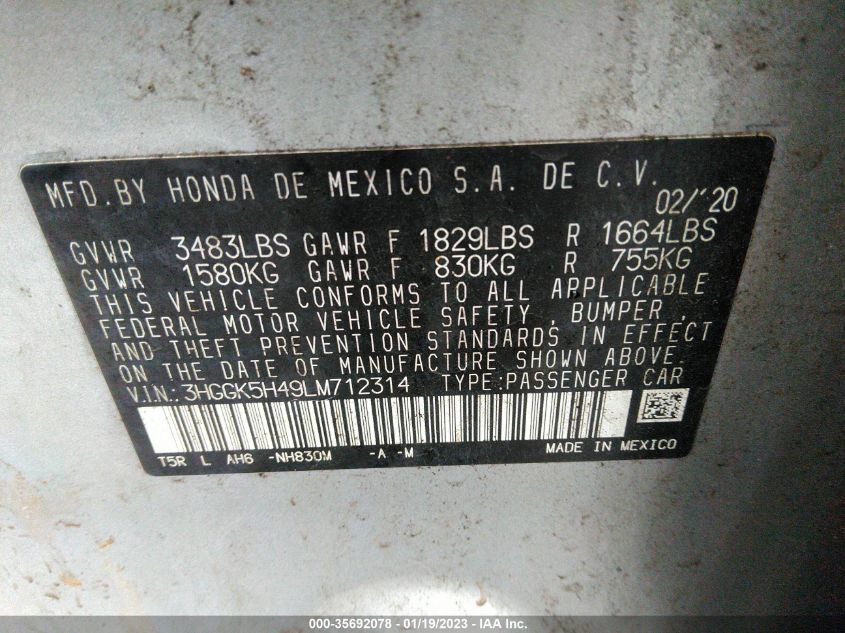 MFD.BY HONDA DE MEXICO S.A. DE C.V.
02/'20
GVWR 3483LBS GAWR F 1829LBS R 1664LBS
GVWR 1580KG GAWR F 830KG R 755KG
THIS VEHICLE CONFORMS TO ALL APPLICABLE
FEDERAL MOTOR VEHICLE SAFETY , BUMPER ,
AND THEFT PREVENTION STANDARDS IN EFFECT
ON THE DATE OF MANUFACTURE SHOWN ABOVE.
V.I.N.:3HGGK5H49LM712314 TYPE:PASSENGER CAR
T5R L AH6 -NH830M -A -M MADE IN MEXICO
000-35692078 - 01/19/2023 - IAA Inc.